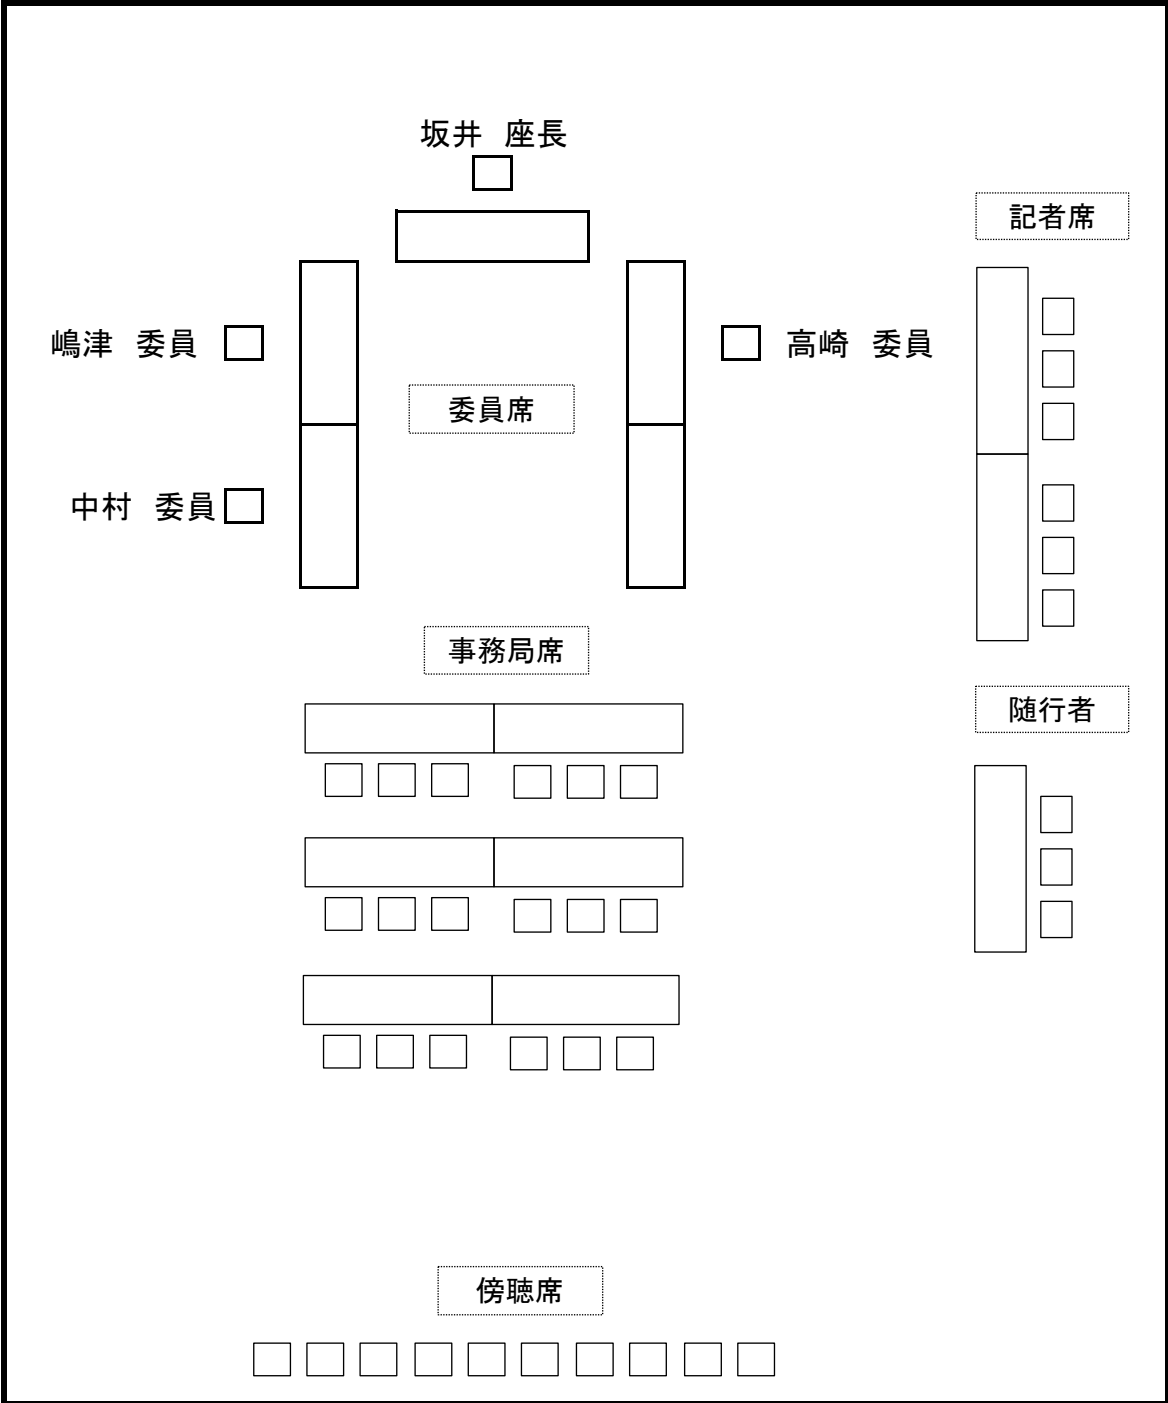 坂井　座長
記者席
嶋津　委員
高崎　委員
委員席
中村　委員
事務局席
随行者
傍聴席